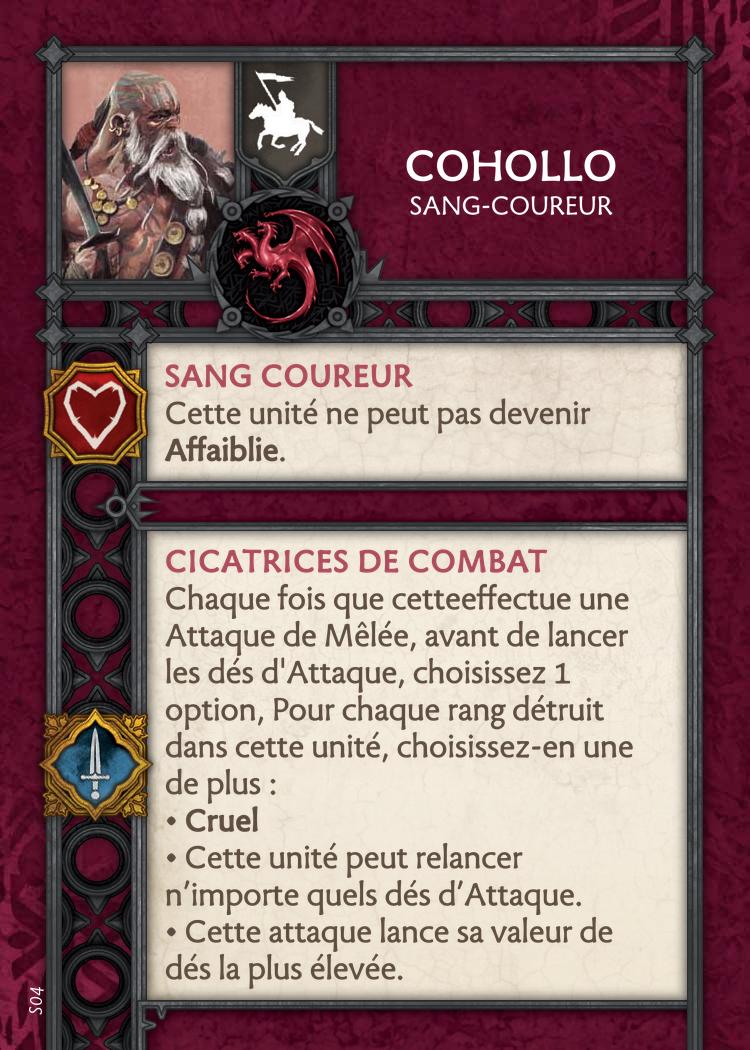 COHOLLO
SANG-COUREUR
SANG COUREUR
Cette unité ne peut pas devenir
Affaiblie.
CICATRICES DE COMBAT
Chaque fois que cetteeffectue une
Attaque de Mêlée, avant de lancer
les dés d'Attaque, choisissez 1
option, Pour chaque rang détruit
dans cette unité, choisissez-en une
de plus :
• Cruel
• Cette unité peut relancer
n’importe quels dés d’Attaque.
• Cette attaque lance sa valeur de
dés la plus élevée.
S04